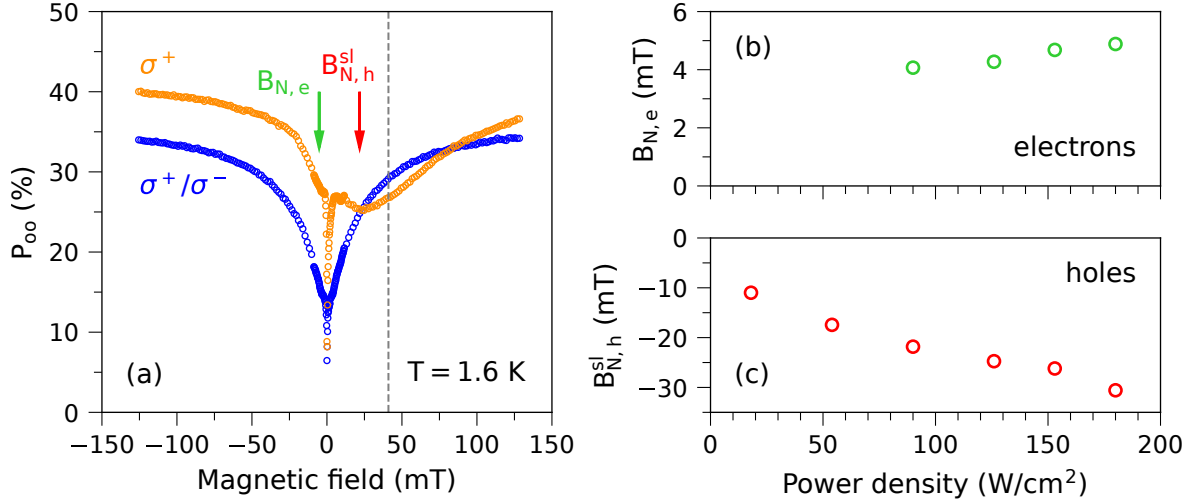 50
40
30
20
10
0
P_oo (%)
σ⁺
σ⁺/σ⁻
B_N, e
B^sl_N, h
(a)
T = 1.6 K
−150 −100 −50 0 50 100 150
Magnetic field (mT)
6
4
2
0
B_N, e (mT)
(b)
electrons
0
−10
−20
−30
B^sl_N, h (mT)
holes
(c)
0 50 100 150 200
Power density (W/cm²)